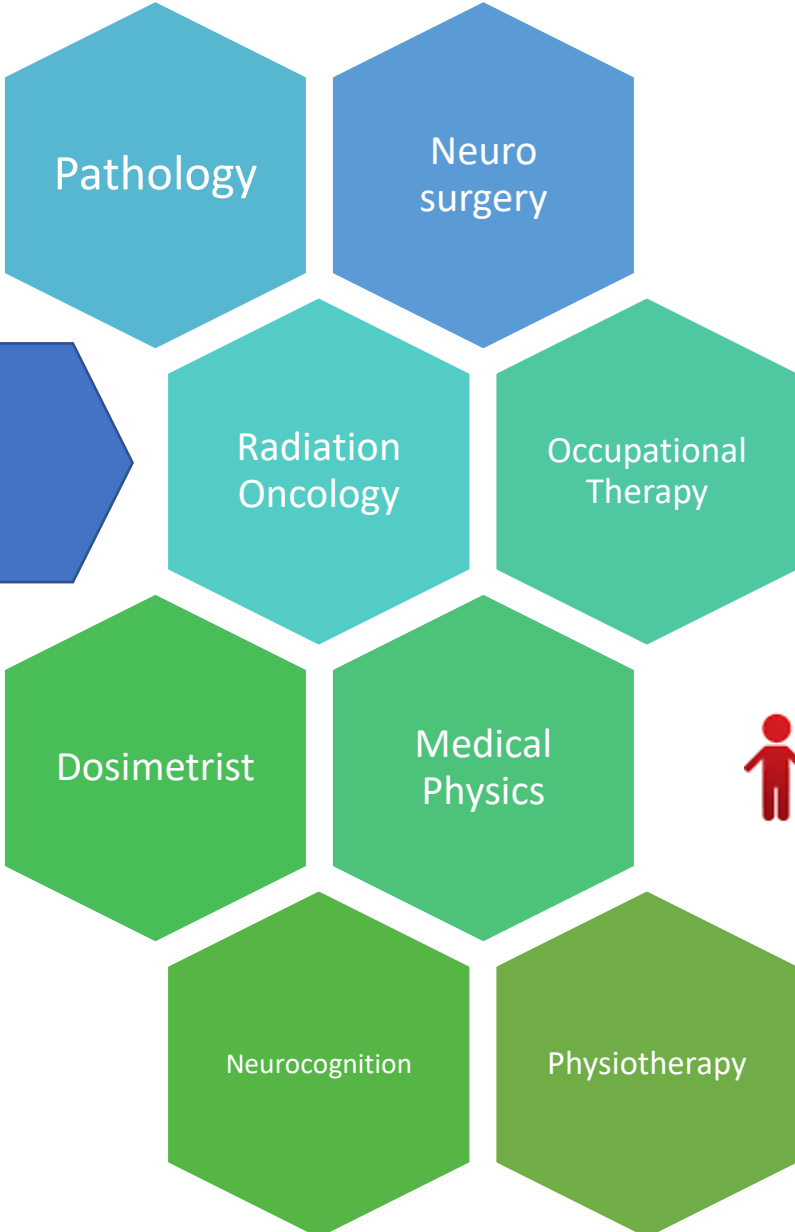 Pathology
Neuro
surgery
Radiation
Oncology
Occupational
Therapy
Dosimetrist
Medical
Physics
Neurocognition
Physiotherapy